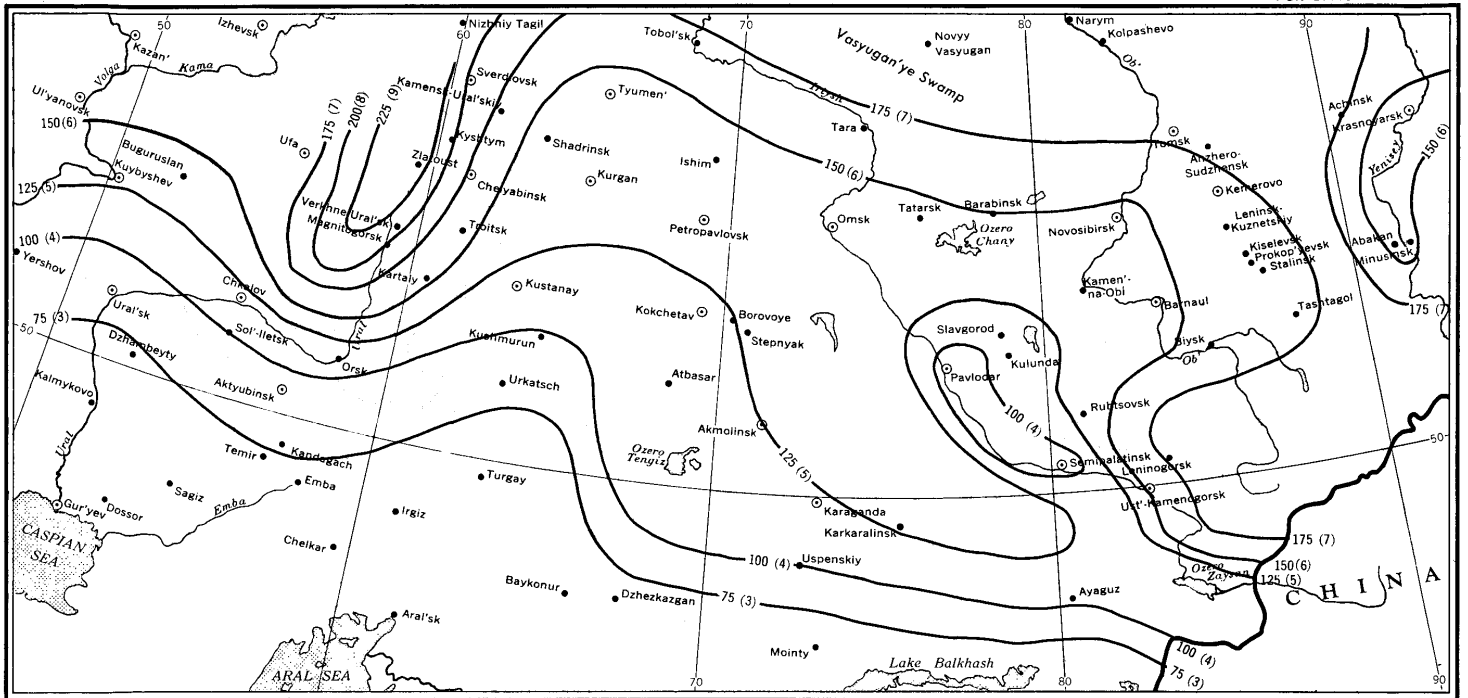 50
60
70
80
90
Izhevsk
Nizhniy Tagil
Narym
Kazan'
Tobol'sk
Novyy
Vasyugan
Kolpashevo
Volga
Kama
Vasyugan'ye Swamp
Ob'
Sverdlovsk
Kamensk-Ural'skiy
Ul'yanovsk
175 (7)
200(8)
225 (9)
Tyumen'
Irtysh
175 (7)
Achinsk
Krasnoyarsk
150(6)
Ufa
Kyshtym
Shadrinsk
Tara
Tomsk
Anzhero-
Sudzhensk
Yenisey
150 (6)
Buguruslan
Zlatoust
Ishim
150 (6)
Kuybyshev
Chelyabinsk
Kurgan
Kemerovo
125 (5)
Verkhne-Ural'sk
Magnitogorsk
Troitsk
Petropavlovsk
Omsk
Tatarsk
Barabinsk
Ozero
Chany
Novosibirsk
Leninsk-
Kuznetskiy
100 (4)
Kiselevsk
Prokop'yevsk
Stalinsk
Abakan
Minusinsk
Yershov
Kartaly
Chkalov
Kustanay
Kamen'-
na-Obi
Barnaul
Ural'sk
Kokchetav
Borovoye
Tashtagol
175 (7)
75 (3)
50
Sol'-Iletsk
Ural
Kushmurun
Stepnyak
Slavgorod
Biysk
Ob'
Dzhambeyty
Orsk
Kulunda
Kalmykovo
Aktyubinsk
Urkatsch
Atbasar
Pavlodar
100 (4)
Rubtsovsk
Ural
Akmolinsk
50
Temir
Kandagach
Ozero
Tengiz
125 (5)
Semipalatinsk
Leninogorsk
Turgay
Sagiz
Emba
Emba
Ust'-Kamenogorsk
Gur'yev
Dossor
Irgiz
Karaganda
Karkaralinsk
CASPIAN
SEA
Chelkar
175 (7)
100 (4)
Uspenskiy
150(6)
Ozero
Zaysan
125 (5)
CHINA
Baykonur
75 (3)
Dzhezkazgan
Ayaguz
Aral'sk
100 (4)
Mointy
75 (3)
ARAL SEA
Lake Balkhash
70
80
90